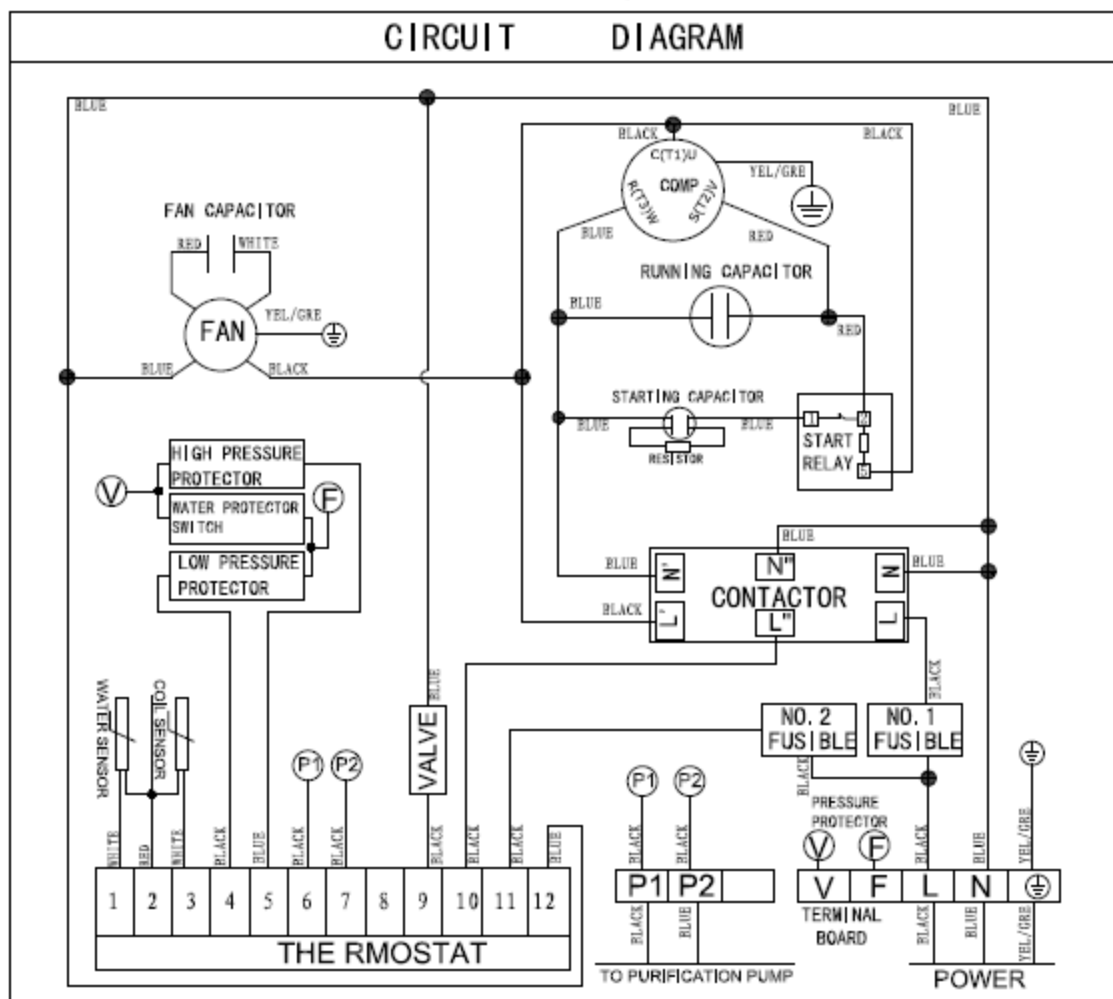 CIRCUIT DIAGRAM
BLUE
BLUE
BLACK
BLACK
C(T1)U
COMP
R(T3)W
S(T2)V
YEL/GRE
FAN CAPACITOR
RED
WHITE
BLUE
RED
RUNNING CAPACITOR
YEL/GRE
FAN
BLUE
RED
BLUE
BLACK
STARTING CAPACITOR
BLUE
BLUE
RESISTOR
1
2
START
RELAY
5
HIGH PRESSURE
PROTECTOR
V
F
WATER PROTECTOR
SWITCH
LOW PRESSURE
PROTECTOR
BLUE
BLUE
N'
N"
N
BLUE
CONTACTOR
BLACK
L'
L"
L
WATER SENSOR
COIL SENSOR
BLUE
BLACK
VALVE
NO. 2
FUSIBLE
NO. 1
FUSIBLE
P1
P2
P1
P2
BLACK
PRESSURE
PROTECTOR
V
F
WHITE
RED
WHITE
BLACK
BLUE
BLACK
BLACK
BLACK
BLACK
BLACK
BLUE
BLACK
BLACK
BLACK
BLUE
YEL/GRE
1 2 3 4 5 6 7 8 9 10 11 12
P1 P2
V F L N
THE RMOSTAT
TERMINAL
BOARD
BLACK
BLUE
BLACK
BLUE
YEL/GRE
TO PURIFICATION PUMP
POWER